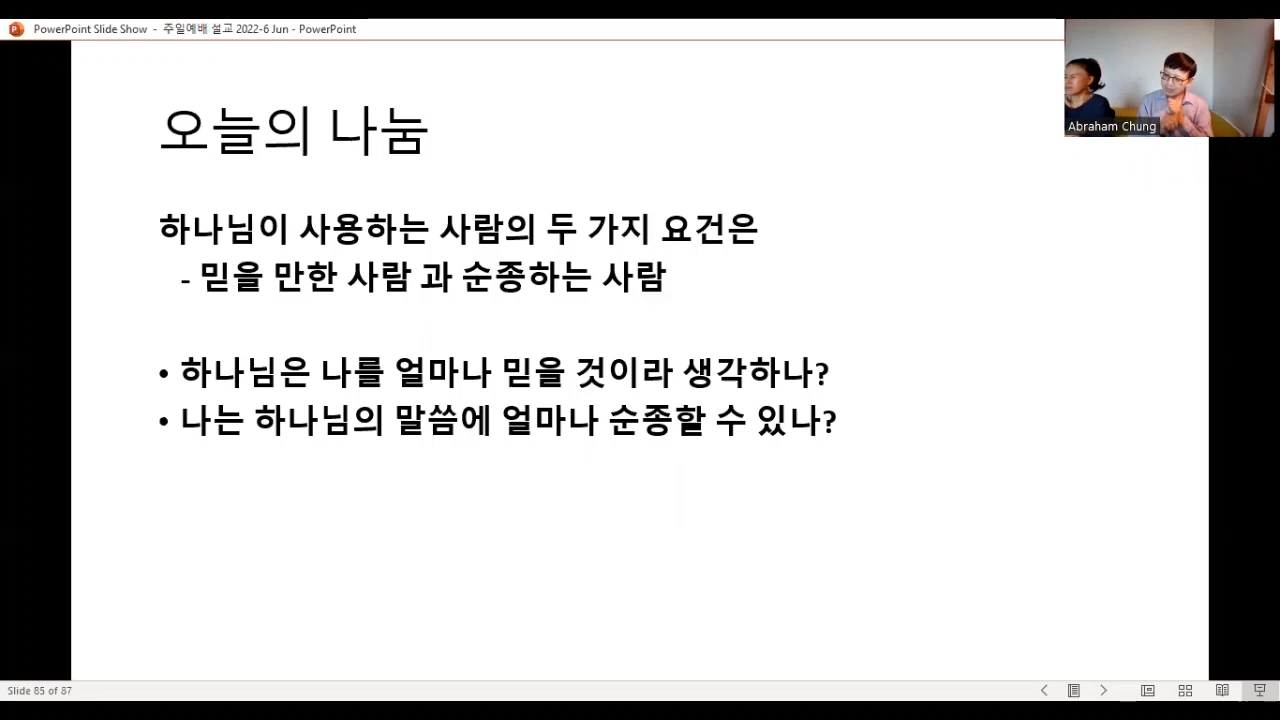 PowerPoint Slide Show - 주일예배 설교 2022-6 Jun - PowerPoint
Abraham Chung
오늘의 나눔
하나님이 사용하는 사람의 두 가지 요건은
- 믿을 만한 사람 과 순종하는 사람
• 하나님은 나를 얼마나 믿을 것이라 생각하나?
• 나는 하나님의 말씀에 얼마나 순종할 수 있나?
Slide 85 of 87